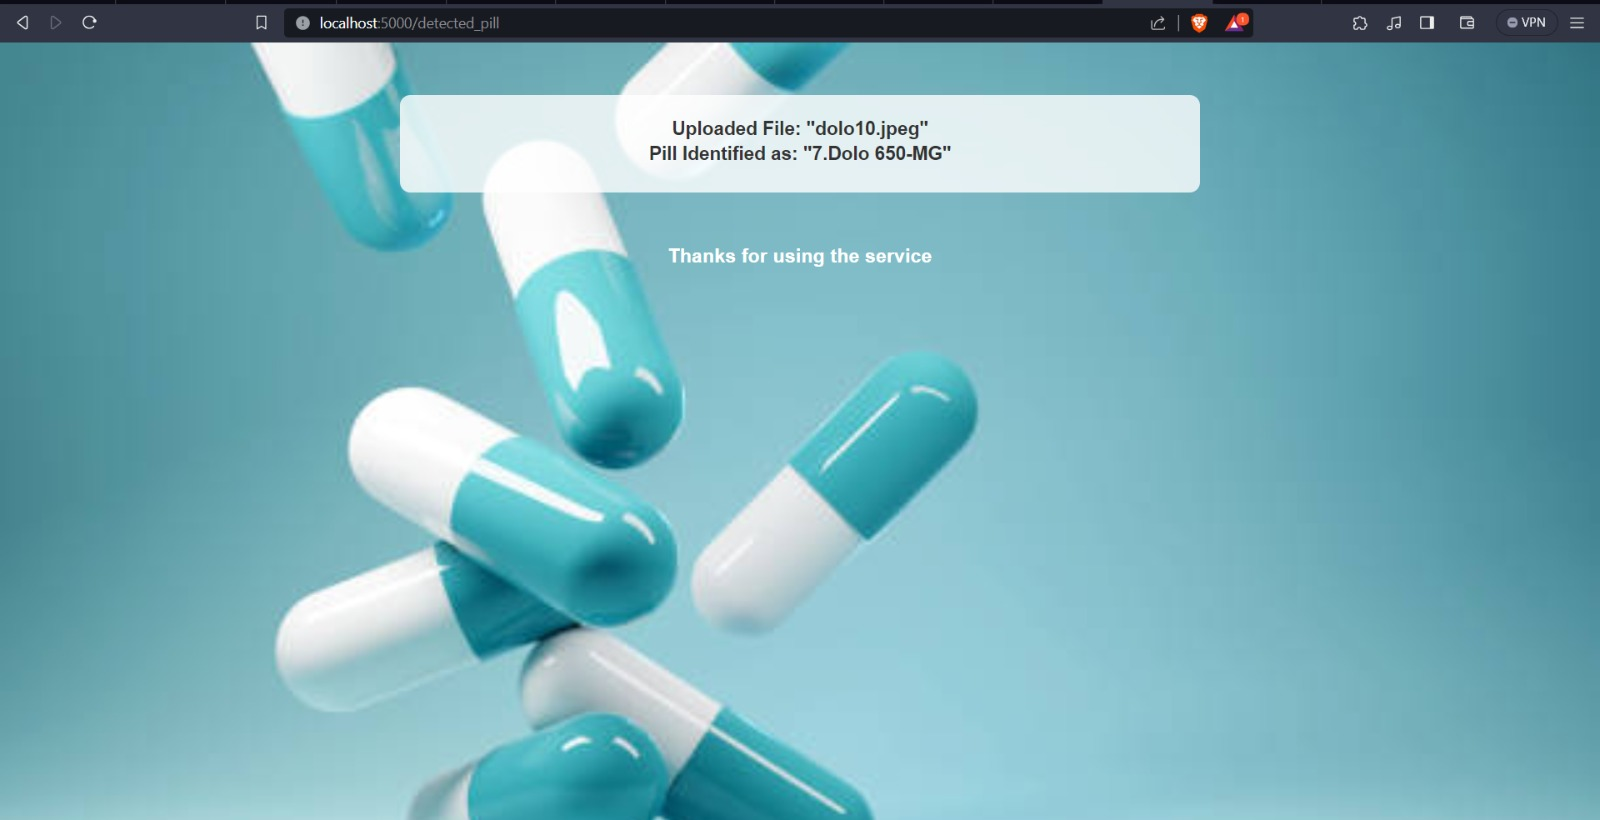 localhost:5000/detected_pill
1
VPN
Uploaded File: "dolo10.jpeg"
Pill Identified as: "7.Dolo 650-MG"
Thanks for using the service